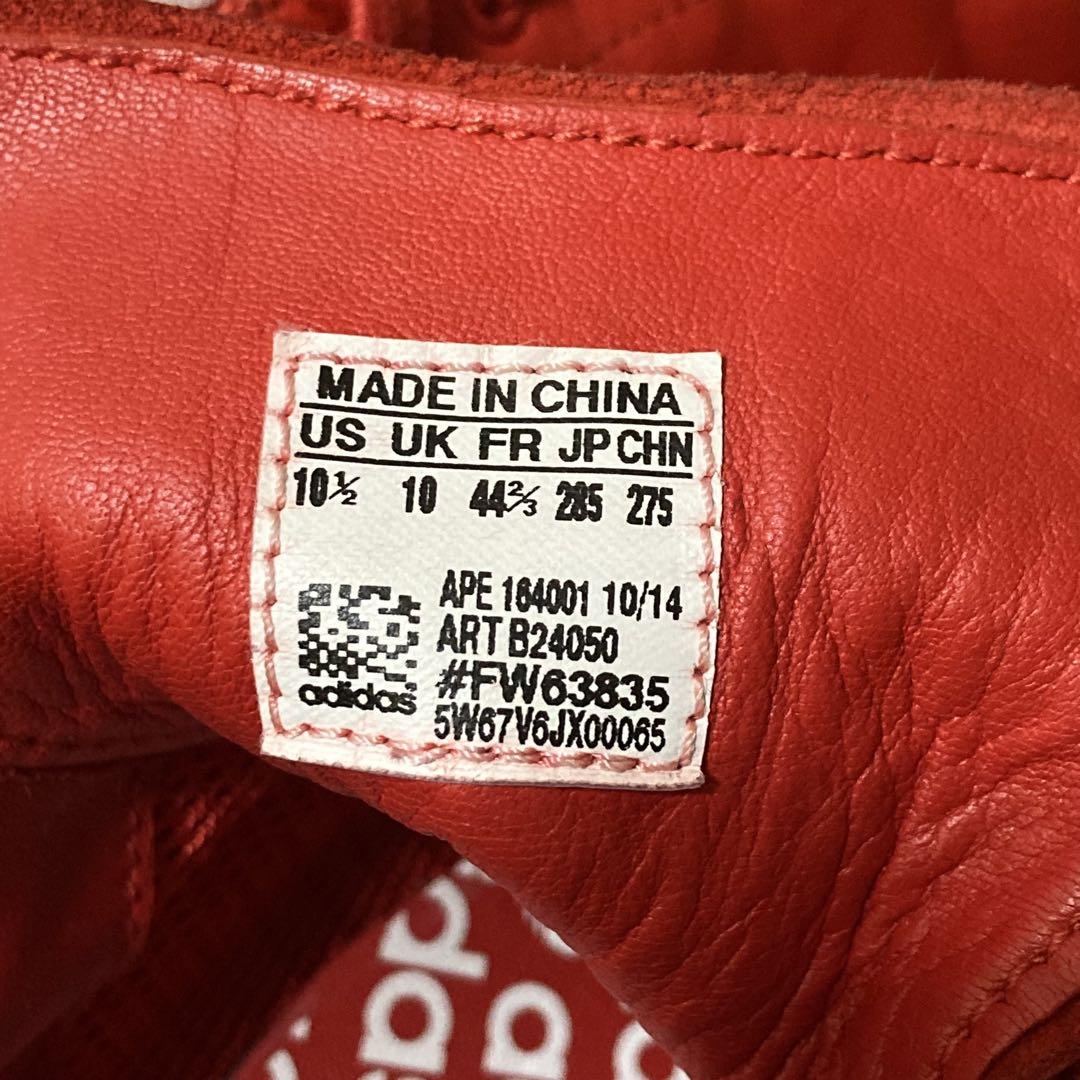 MADE IN CHINA
US UK FR JP CHN
10½ 10 44⅔ 285 275
APE 164001 10/14
ART B24050
#FW63835
adidas
5W67V6JX00065